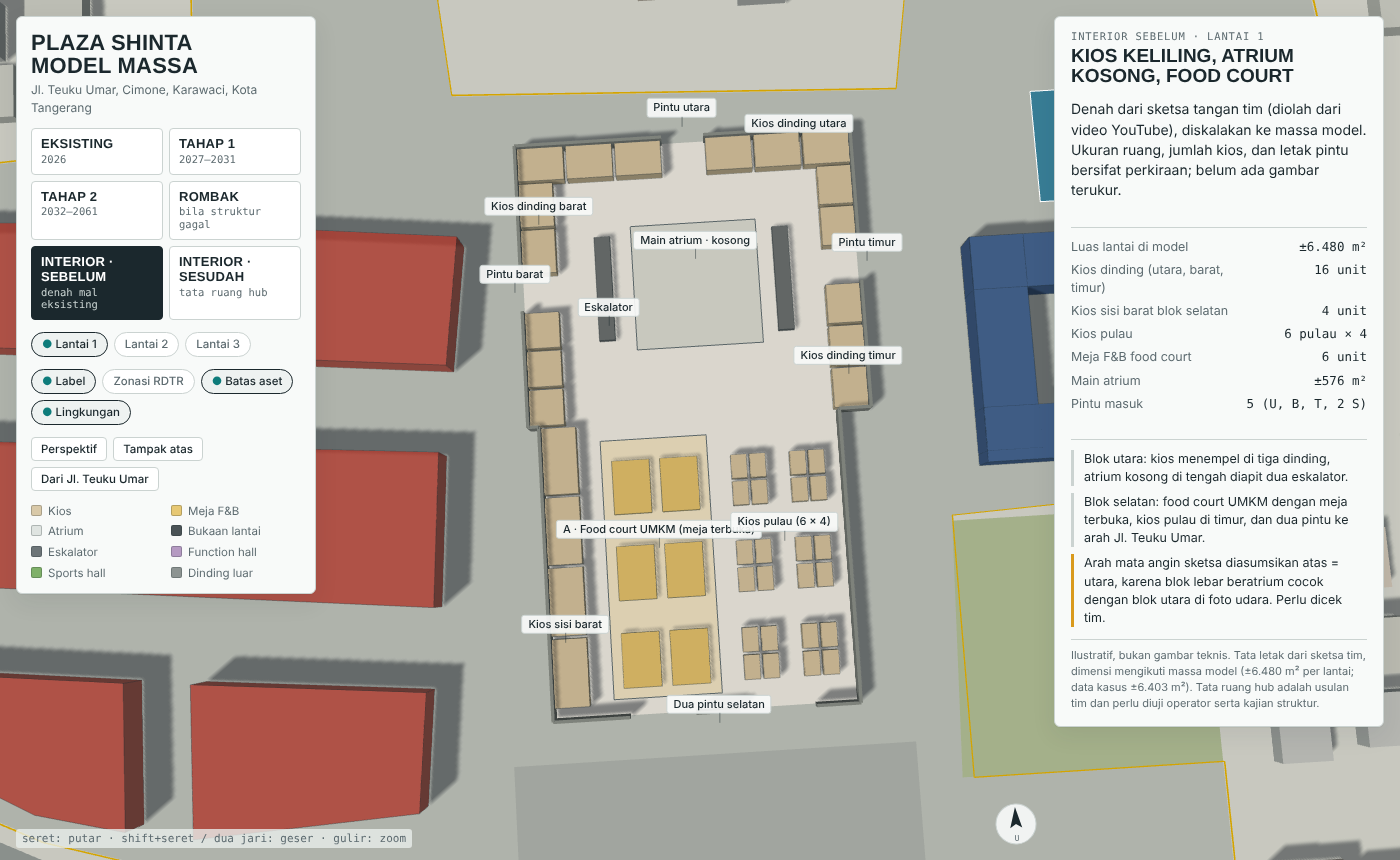 PLAZA SHINTA
MODEL MASSA
Jl. Teuku Umar, Cimone, Karawaci, Kota
Tangerang
EKSISTING
2026
TAHAP 1
2027–2031
TAHAP 2
2032–2061
ROMBAK
bila struktur
gagal
INTERIOR ·
SEBELUM
denah mal
eksisting
INTERIOR ·
SESUDAH
tata ruang hub
Lantai 1
Lantai 2
Lantai 3
Label
Zonasi RDTR
Batas aset
Lingkungan
Perspektif
Tampak atas
Dari Jl. Teuku Umar
Kios
Meja F&B
Atrium
Bukaan lantai
Eskalator
Function hall
Sports hall
Dinding luar
Pintu utara
Kios dinding utara
Kios dinding barat
Main atrium · kosong
Pintu timur
Pintu barat
Eskalator
Kios dinding timur
A · Food court UMKM (meja
Kios pulau (6 × 4)
Kios sisi barat
Dua pintu selatan
INTERIOR SEBELUM · LANTAI 1
KIOS KELILING, ATRIUM
KOSONG, FOOD COURT
Denah dari sketsa tangan tim (diolah dari
video YouTube), diskalakan ke massa model.
Ukuran ruang, jumlah kios, dan letak pintu
bersifat perkiraan; belum ada gambar
terukur.
Luas lantai di model ±6.480 m²
Kios dinding (utara, barat, 16 unit
timur)
Kios sisi barat blok selatan 4 unit
Kios pulau 6 pulau × 4
Meja F&B food court 6 unit
Main atrium ±576 m²
Pintu masuk 5 (U, B, T, 2 S)
Blok utara: kios menempel di tiga dinding,
atrium kosong di tengah diapit dua eskalator.
Blok selatan: food court UMKM dengan meja
terbuka, kios pulau di timur, dan dua pintu ke
arah Jl. Teuku Umar.
Arah mata angin sketsa diasumsikan atas =
utara, karena blok lebar beratrium cocok
dengan blok utara di foto udara. Perlu dicek
tim.
Ilustratif, bukan gambar teknis. Tata letak dari sketsa tim,
dimensi mengikuti massa model (±6.480 m² per lantai;
data kasus ±6.403 m²). Tata ruang hub adalah usulan
tim dan perlu diuji operator serta kajian struktur.
U
seret: putar · shift+seret / dua jari: geser · gulir: zoom